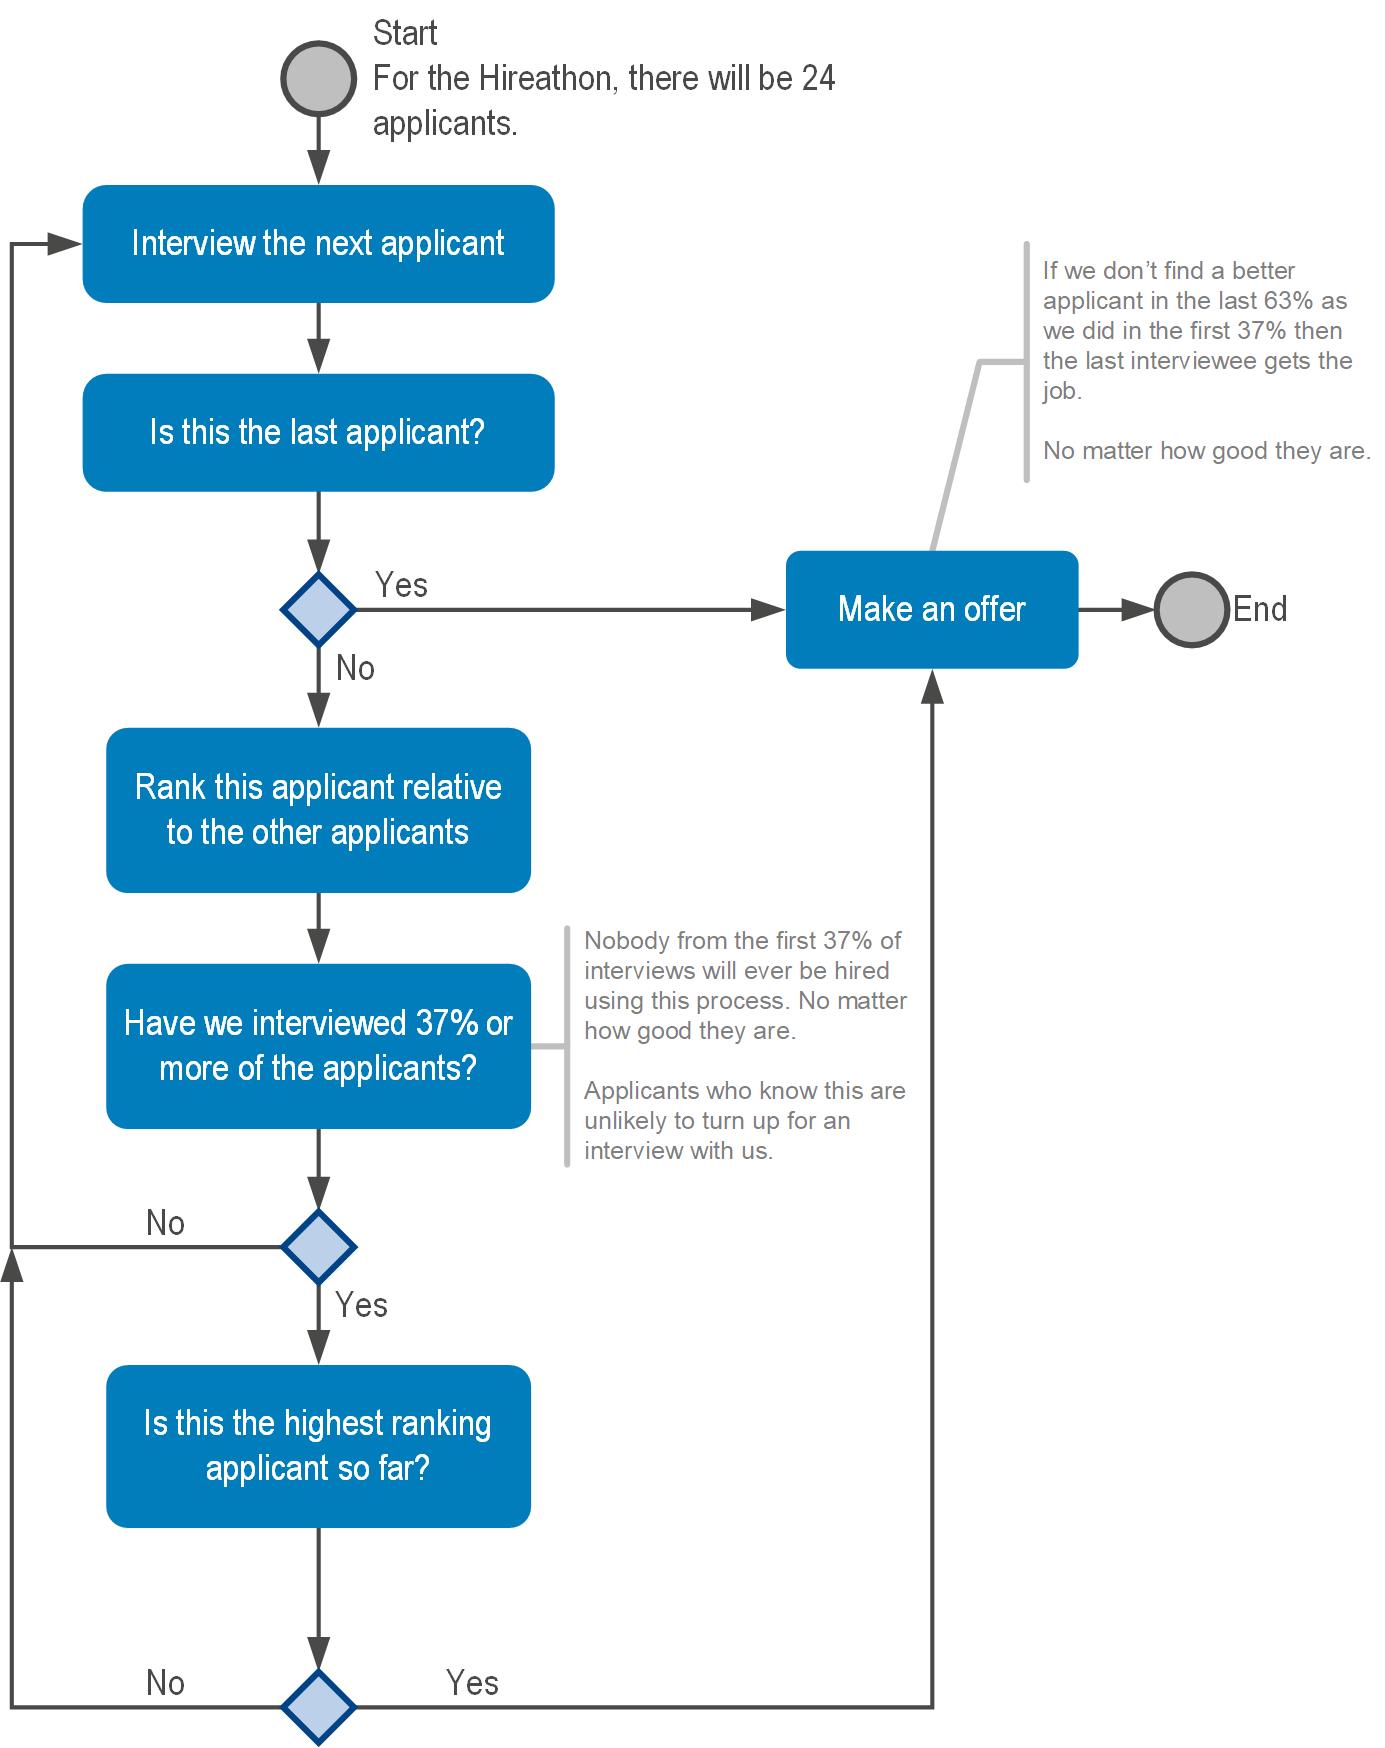 Start
For the Hireathon, there will be 24
applicants.
Interview the next applicant
If we don’t find a better
applicant in the last 63% as
we did in the first 37% then
the last interviewee gets the
job.
No matter how good they are.
Is this the last applicant?
Yes
Make an offer
End
No
Rank this applicant relative
to the other applicants
Nobody from the first 37% of
interviews will ever be hired
using this process. No matter
how good they are.
Applicants who know this are
unlikely to turn up for an
interview with us.
Have we interviewed 37% or
more of the applicants?
No
Yes
Is this the highest ranking
applicant so far?
No
Yes